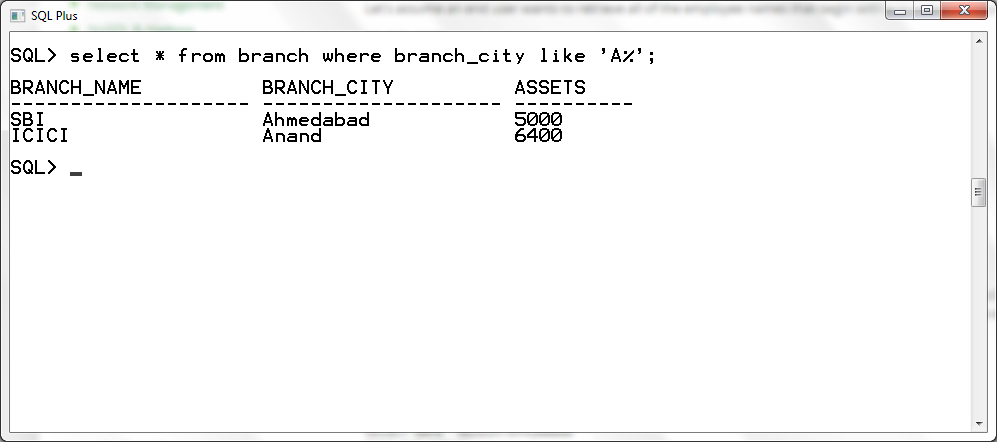 SQL Plus
SQL> select * from branch where branch_city like 'A%';
BRANCH_NAME BRANCH_CITY ASSETS
-------------------- -------------------- ----------
SBI Ahmedabad 5000
ICICI Anand 6400
SQL> _